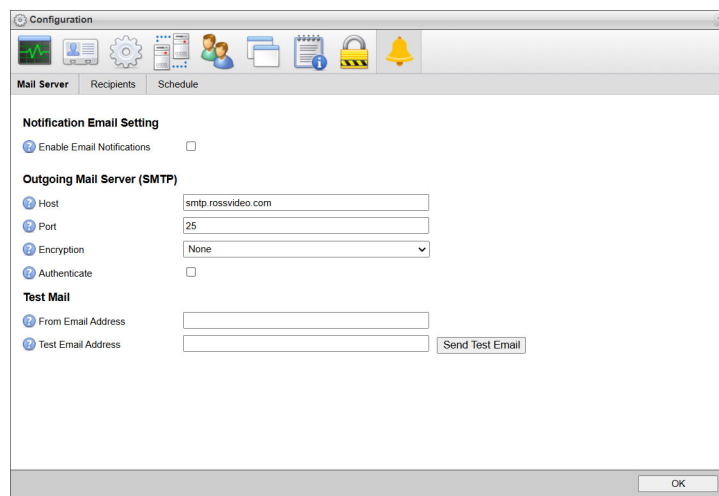 Configuration
Mail Server Recipients Schedule
Notification Email Setting
Enable Email Notifications
Outgoing Mail Server (SMTP)
Host smtp.rossvideo.com
Port 25
Encryption None
Authenticate
Test Mail
From Email Address
Test Email Address Send Test Email
OK